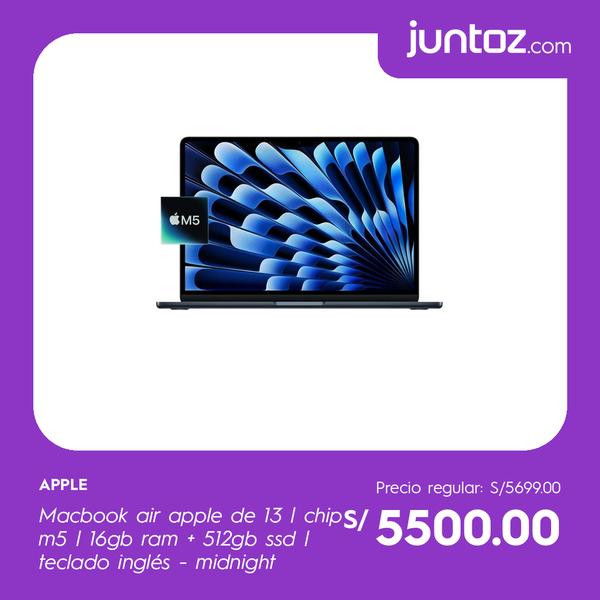 juntoz.com
M5
APPLE
Precio regular: S/5699.00
Macbook air apple de 13 | chip
m5 | 16gb ram + 512gb ssd |
teclado inglés - midnight
S/ 5500.00